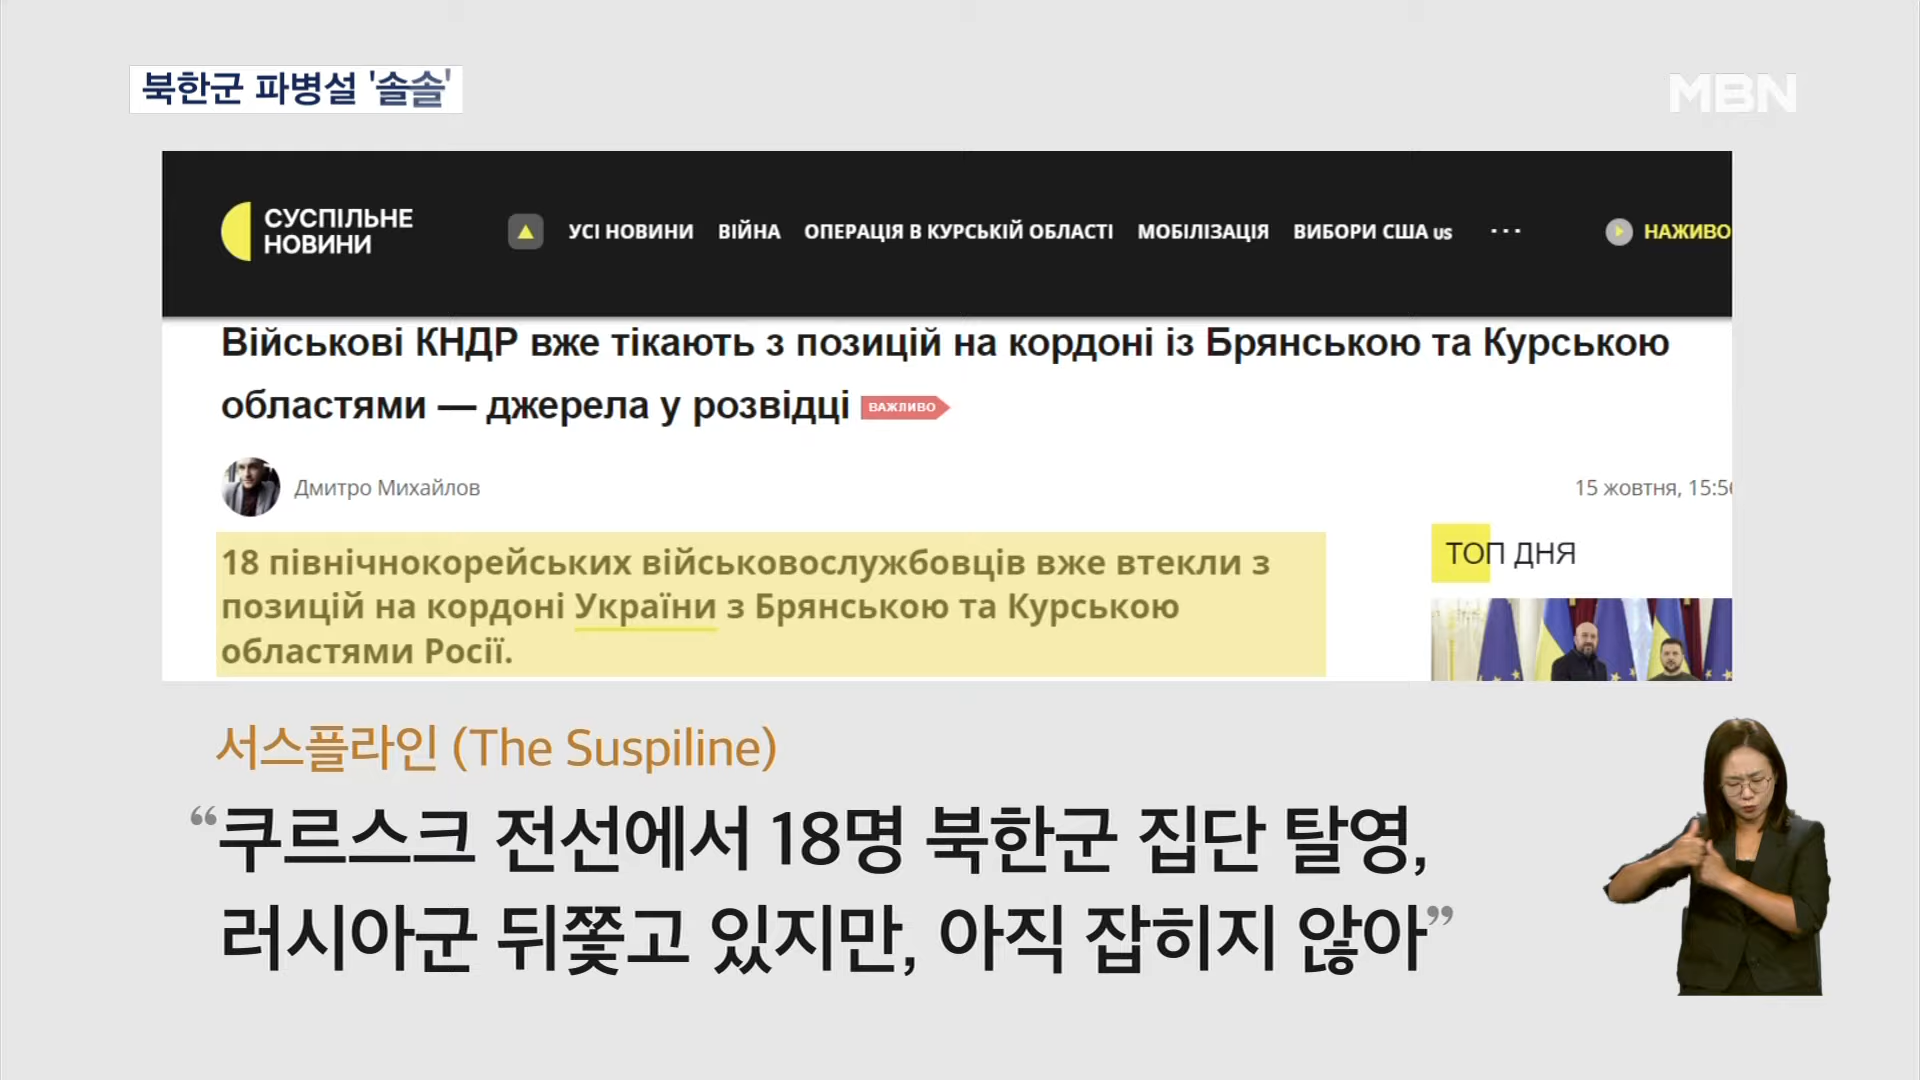 북한군 파병설 '솔솔'
MBN
СУСПІЛЬНЕ
НОВИНИ
УСІ НОВИНИ ВІЙНА ОПЕРАЦІЯ В КУРСЬКІЙ ОБЛАСТІ МОБІЛІЗАЦІЯ ВИБОРИ США us ... НАЖИВО
Військові КНДР вже тікають з позицій на кордоні із Брянською та Курською
областями — джерела у розвідці ВАЖЛИВО
Дмитро Михайлов
15 жовтня, 15:56
18 північнокорейських військовослужбовців вже втекли з
позицій на кордоні України з Брянською та Курською
областями Росії.
ТОП ДНЯ
서스플라인 (The Suspiline)
“쿠르스크 전선에서 18명 북한군 집단 탈영,
러시아군 뒤쫓고 있지만, 아직 잡히지 않아”